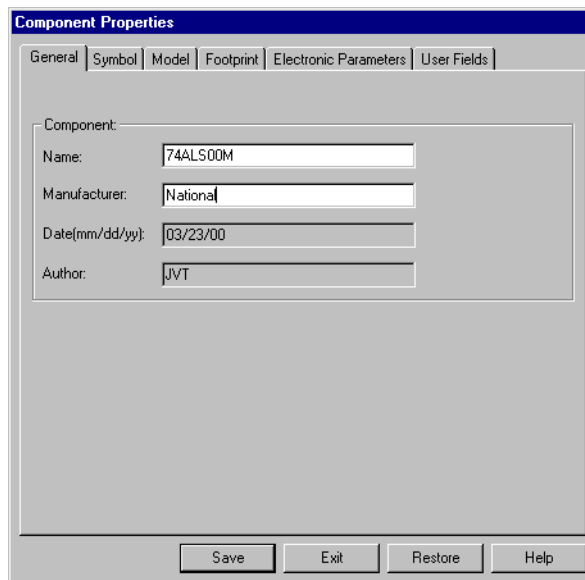 Component Properties
General Symbol Model Footprint Electronic Parameters User Fields
Component:
Name: 74ALS00M
Manufacturer: National
Date(mm/dd/yy): 03/23/00
Author: JVT
Save Exit Restore Help